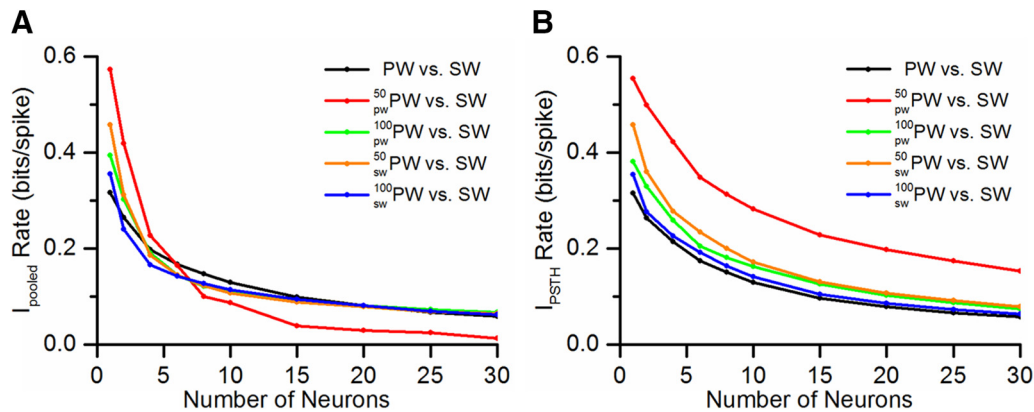 A
I pooled Rate (bits/spike)
0.6
0.4
0.2
0.0
0 5 10 15 20 25 30
Number of Neurons
PW vs. SW
50 pw PW vs. SW
100 pw PW vs. SW
50 sw PW vs. SW
100 sw PW vs. SW
B
I PSTH Rate (bits/spike)
0.6
0.4
0.2
0.0
0 5 10 15 20 25 30
Number of Neurons
PW vs. SW
50 pw PW vs. SW
100 pw PW vs. SW
50 sw PW vs. SW
100 sw PW vs. SW